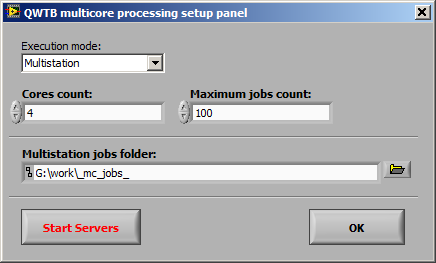 QWTB multicore processing setup panel
Execution mode:
Multistation
Cores count:
Maximum jobs count:
4
100
Multistation jobs folder:
G:\work\_mc_jobs_
Start Servers
OK